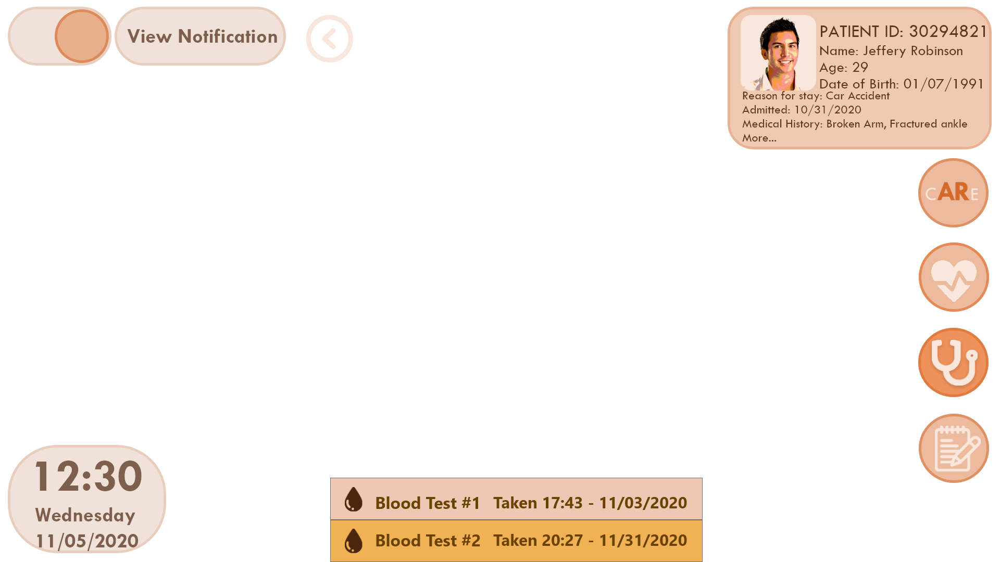 View Notification
PATIENT ID: 30294821
Name: Jeffery Robinson
Age: 29
Date of Birth: 01/07/1991
Reason for stay: Car Accident
Admitted: 10/31/2020
Medical History: Broken Arm, Fractured ankle
More...
CARE
12:30
Wednesday
11/05/2020
Blood Test #1 Taken 17:43 - 11/03/2020
Blood Test #2 Taken 20:27 - 11/31/2020